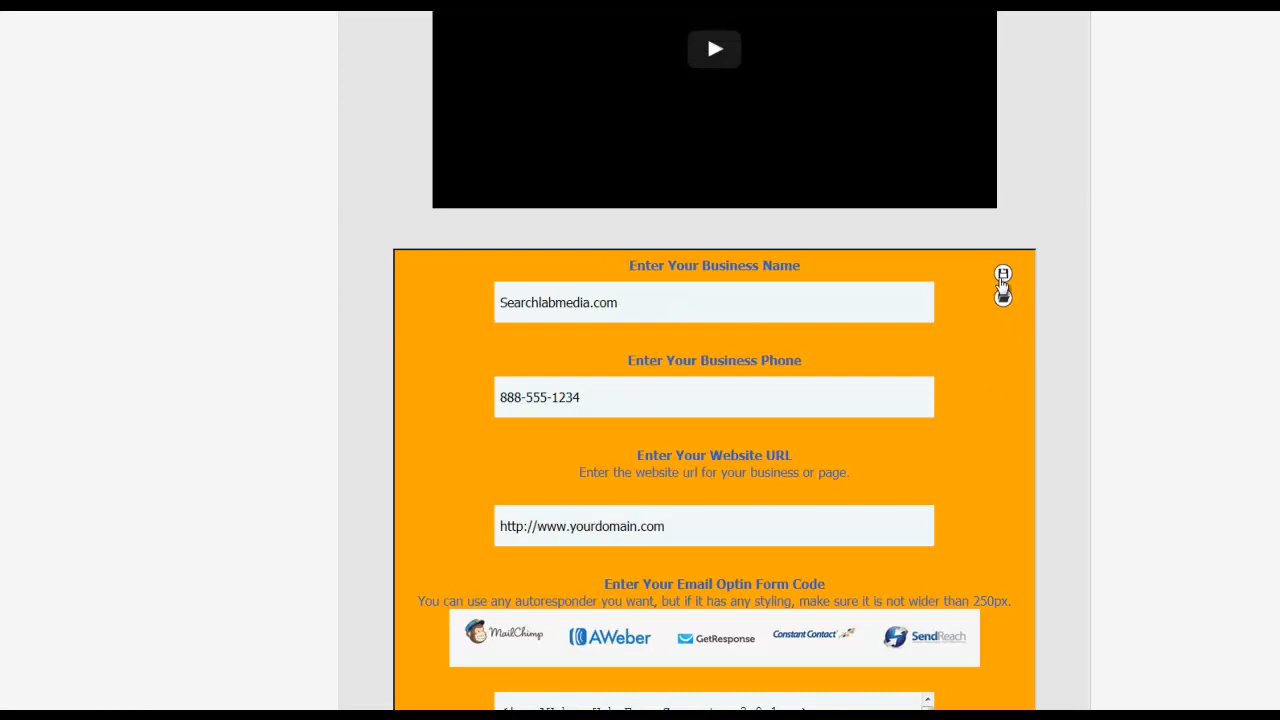 Enter Your Business Name
Searchlabmedia.com
Enter Your Business Phone
888-555-1234
Enter Your Website URL
Enter the website url for your business or page.
http://www.yourdomain.com
Enter Your Email Optin Form Code
You can use any autoresponder you want, but if it has any styling, make sure it is not wider than 250px.
MailChimp AWeber GetResponse Constant Contact SendReach